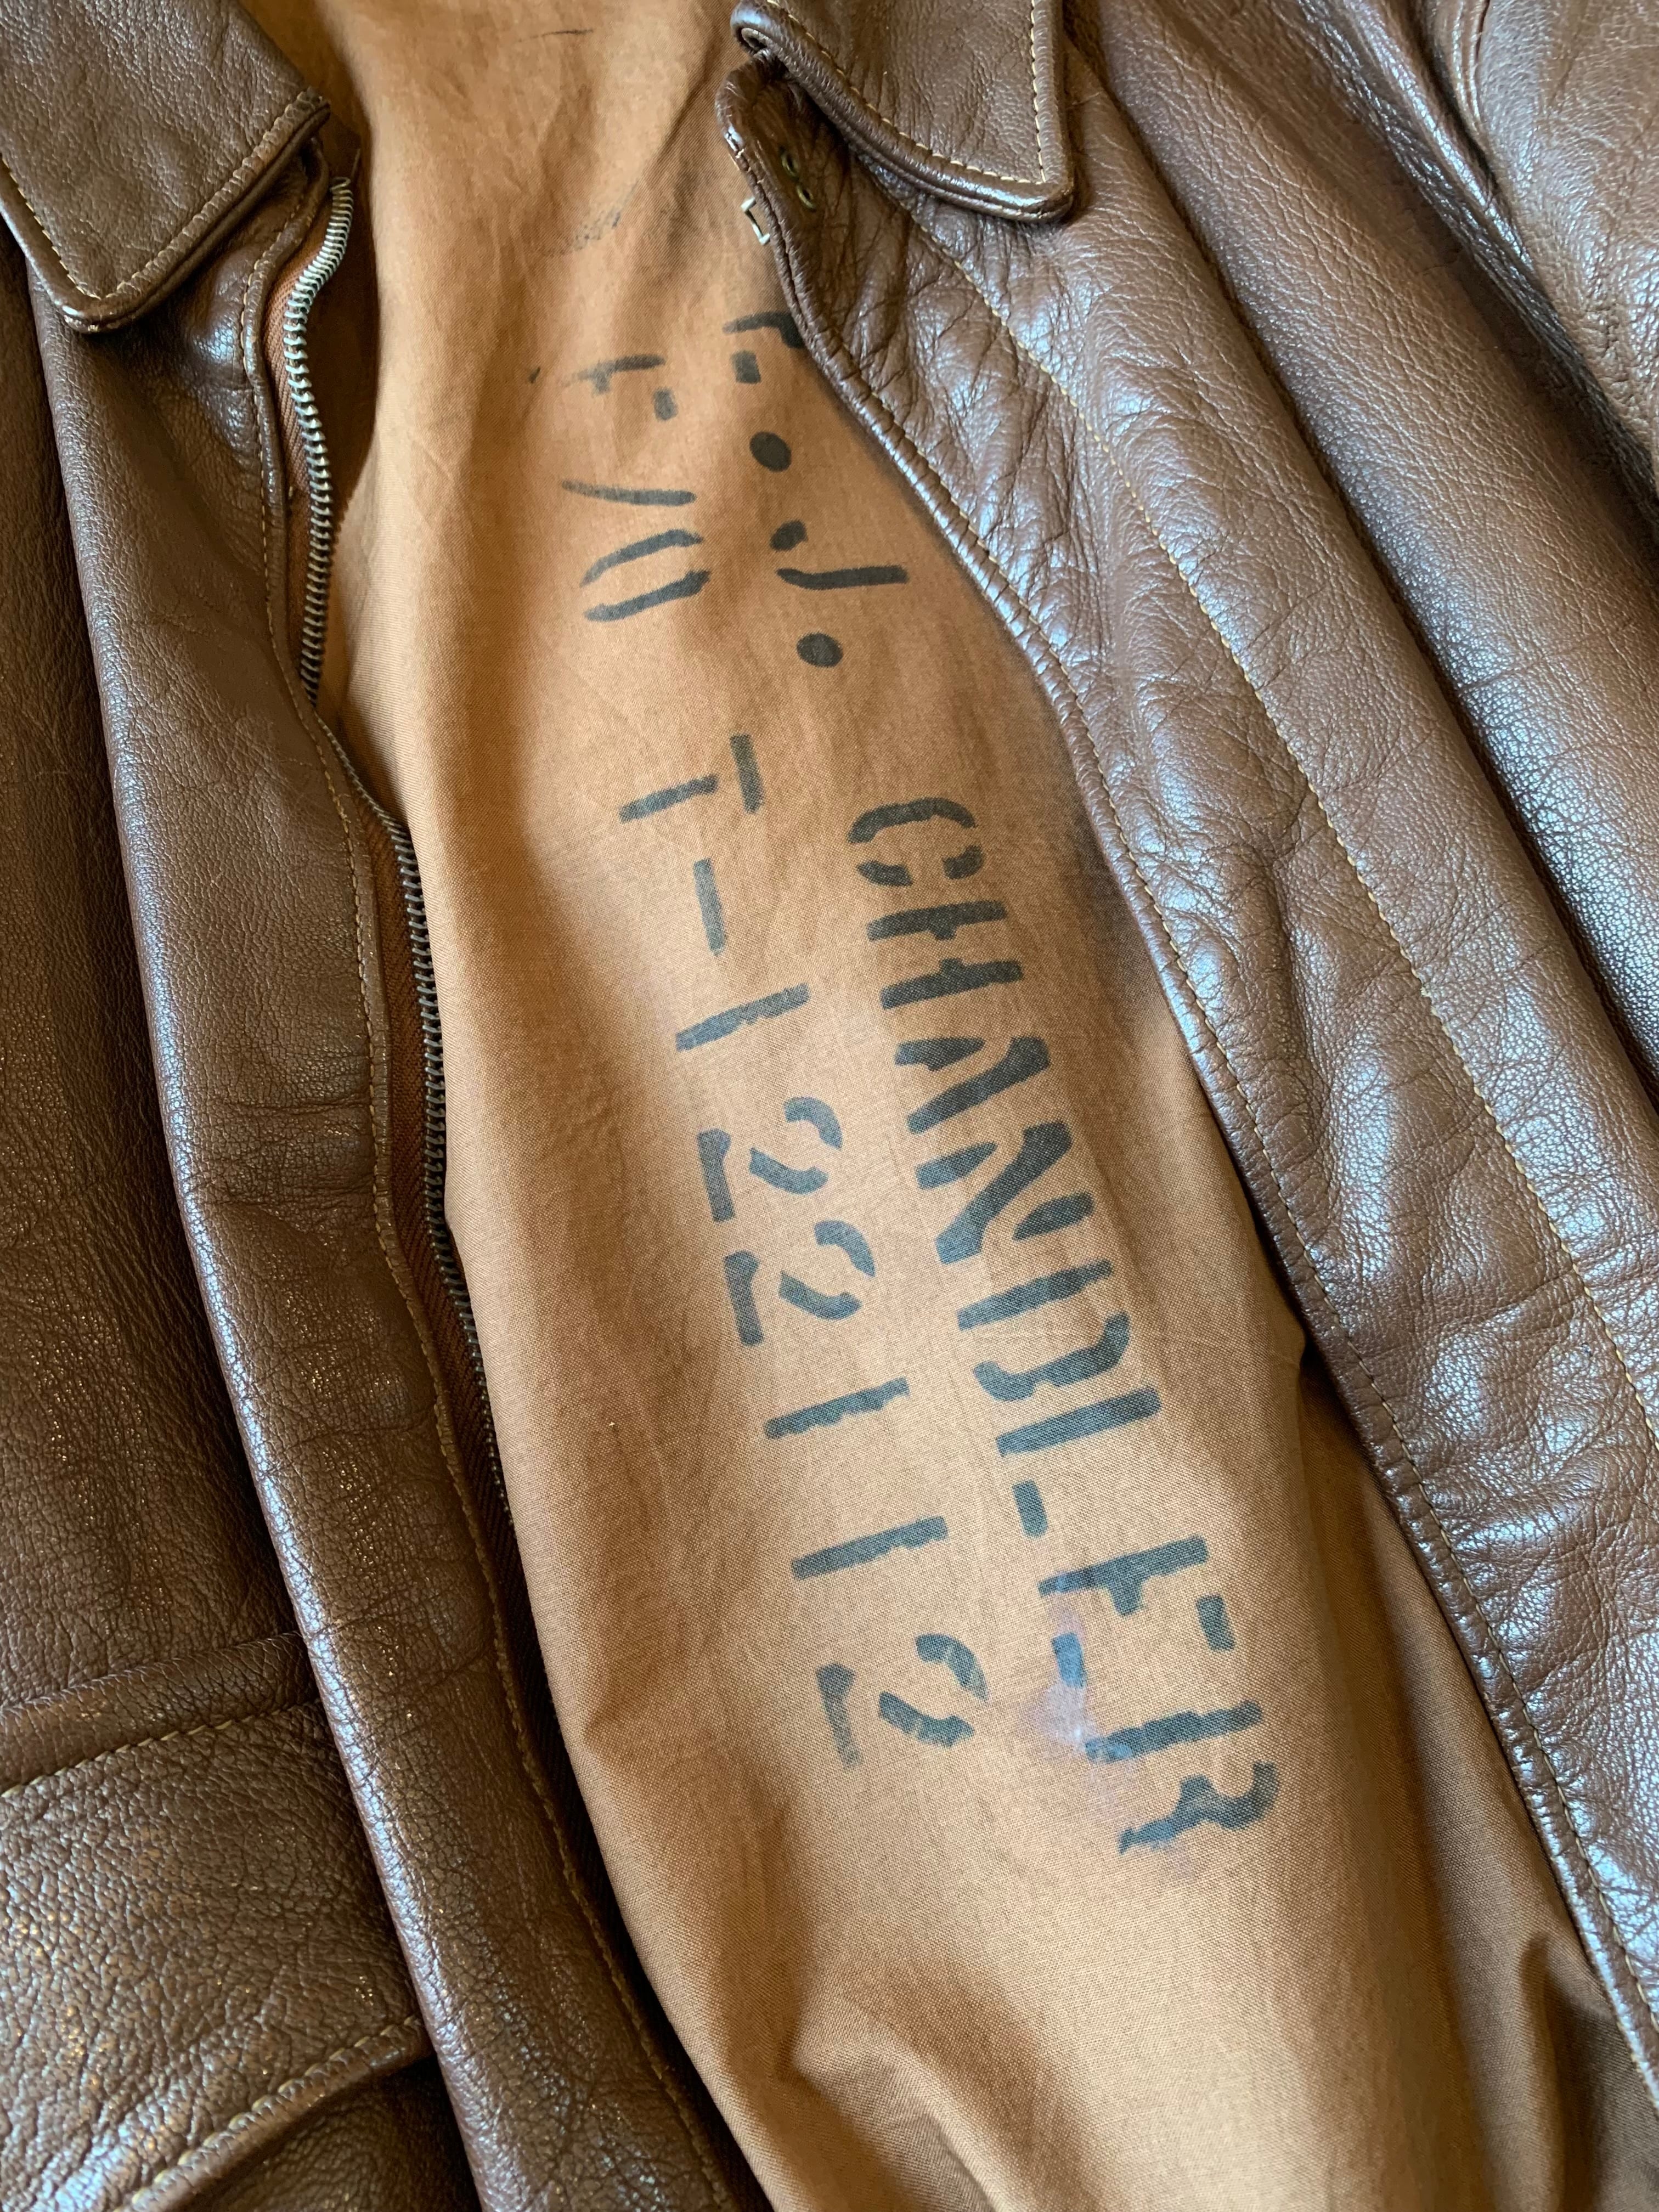 E.J. CHANDLER
F/O T-122112